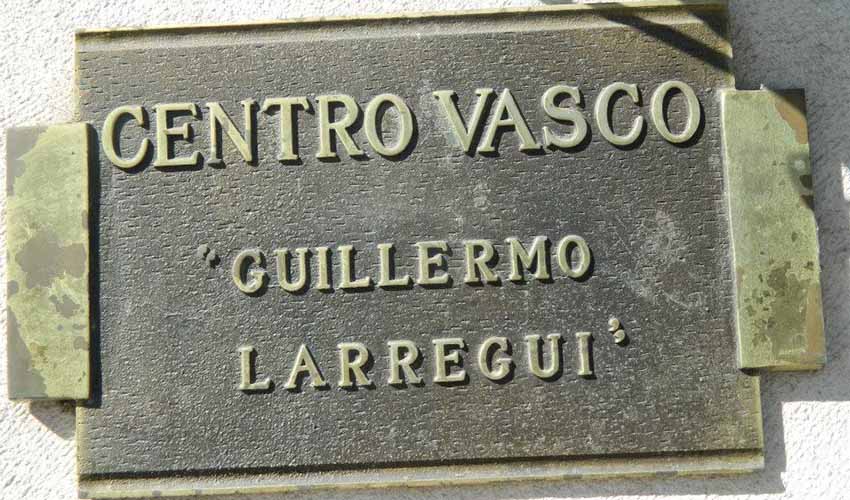 CENTRO VASCO
"GUILLERMO
LARREGUI"